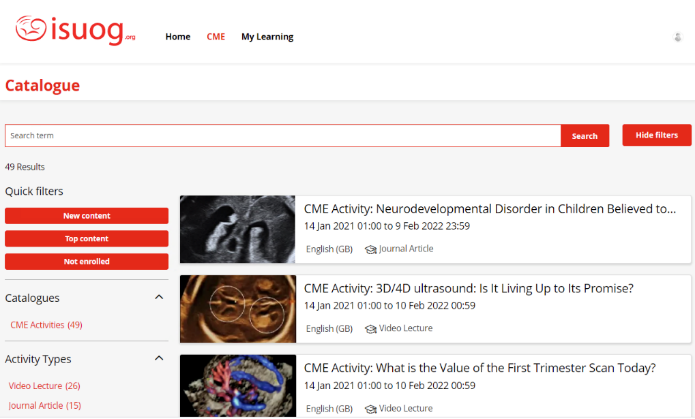 isuog.org
Home CME My Learning
Catalogue
Search term
Search
Hide filters
49 Results
Quick filters
New content
Top content
Not enrolled
Catalogues
CME Activities (49)
Activity Types
Video Lecture (26)
Journal Article (15)
CME Activity: Neurodevelopmental Disorder in Children Believed to...
14 Jan 2021 01:00 to 9 Feb 2022 23:59
English (GB) Journal Article
CME Activity: 3D/4D ultrasound: Is It Living Up to Its Promise?
14 Jan 2021 01:00 to 10 Feb 2022 00:59
English (GB) Video Lecture
CME Activity: What is the Value of the First Trimester Scan Today?
14 Jan 2021 01:00 to 10 Feb 2022 00:59
English (GB) Video Lecture